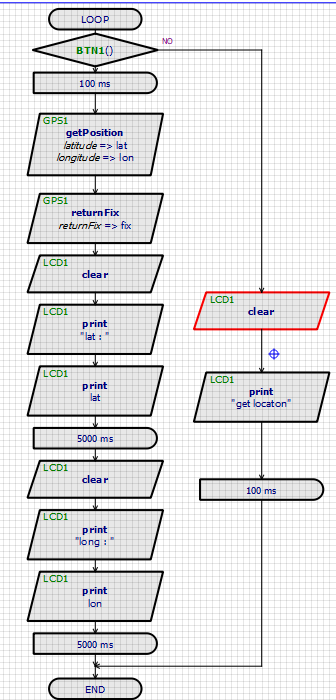 LOOP
BTN1()
NO
100 ms
GPS1
getPosition
latitude => lat
longitude => lon
GPS1
returnFix
returnFix => fix
LCD1
clear
LCD1
print
"lat : "
LCD1
print
lat
5000 ms
LCD1
clear
LCD1
print
"long : "
LCD1
print
lon
5000 ms
END
LCD1
clear
LCD1
print
"get locaton"
100 ms